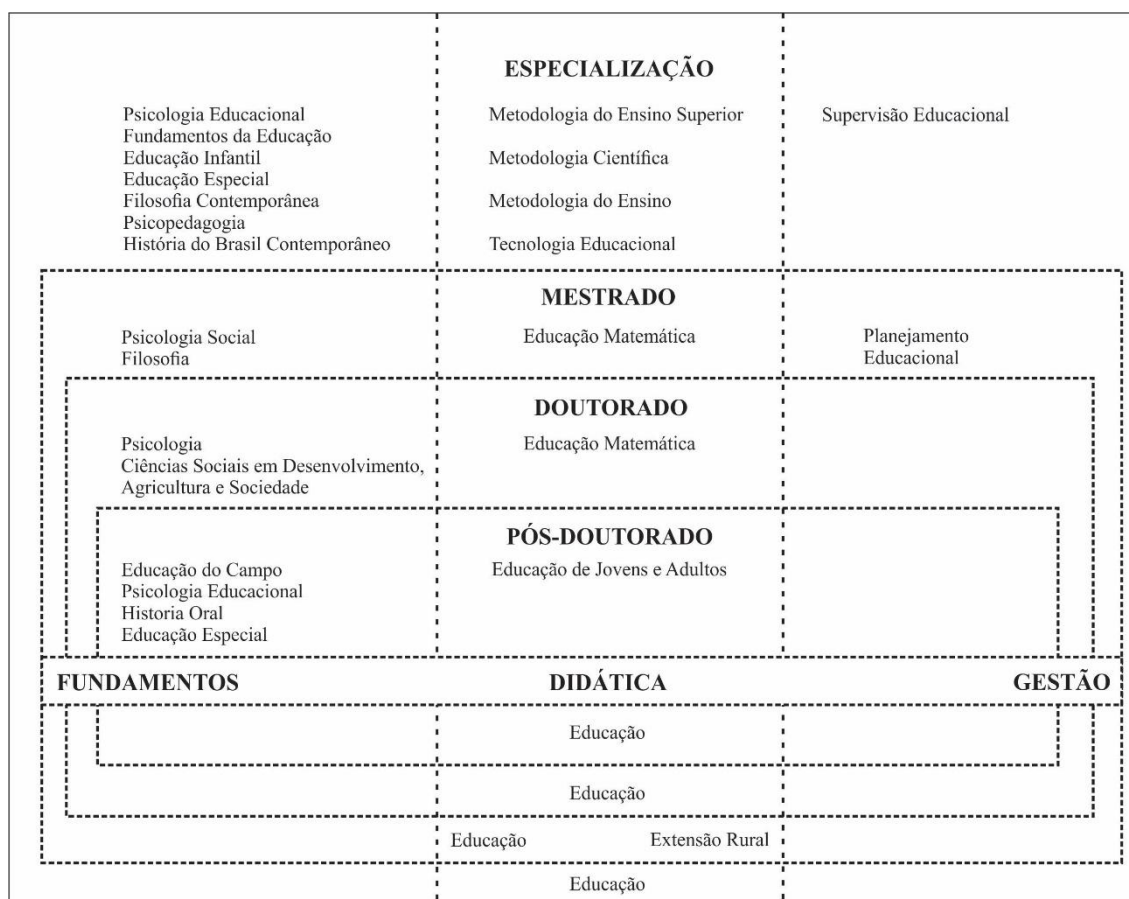 ESPECIALIZAÇÃO
Psicologia Educacional
Fundamentos da Educação
Educação Infantil
Educação Especial
Filosofia Contemporânea
Psicopedagogia
História do Brasil Contemporâneo
Metodologia do Ensino Superior
Metodologia Científica
Metodologia do Ensino
Tecnologia Educacional
Supervisão Educacional
MESTRADO
Psicologia Social
Filosofia
Educação Matemática
Planejamento
Educacional
DOUTORADO
Psicologia
Ciências Sociais em Desenvolvimento,
Agricultura e Sociedade
Educação Matemática
PÓS-DOUTORADO
Educação do Campo
Psicologia Educacional
Historia Oral
Educação Especial
Educação de Jovens e Adultos
FUNDAMENTOS
DIDÁTICA
GESTÃO
Educação
Educação
Educação
Extensão Rural
Educação